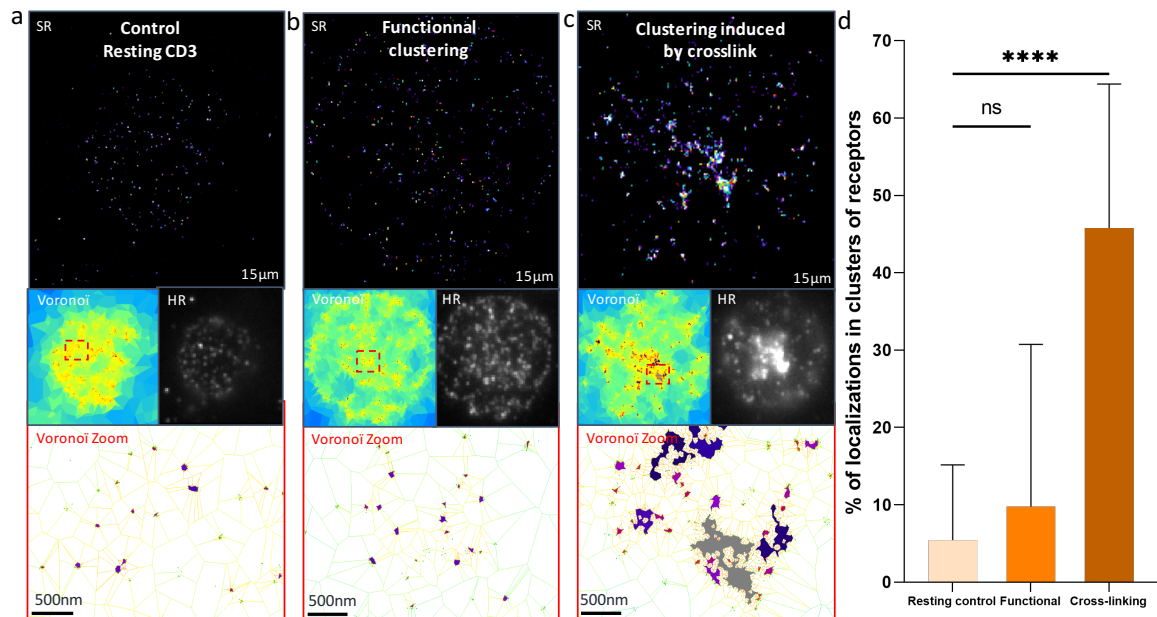 a
SR
Control
Resting CD3
15µm
Voronoï
HR
Voronoï Zoom
500nm
b
SR
Functionnal
clustering
15µm
Voronoï
HR
Voronoï Zoom
500nm
c
SR
Clustering induced
by crosslink
15µm
Voronoï
HR
Voronoï Zoom
500nm
d
% of localizations in clusters of receptors
70
60
50
40
30
20
10
0
****
ns
Resting control
Functional
Cross-linking